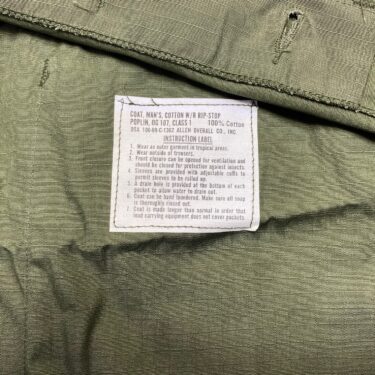 COAT, MAN'S, COTTON W/R RIP-STOP
POPLIN, OG 107, CLASS 1 100% Cotton
DSA 100-69-C-1362 ALLEN OVERALL CO., INC.
INSTRUCTION LABEL
1. Wear as outer garment in tropical areas.
2. Wear outside of trousers.
3. Front closure can be opened for ventilation and
should be closed for protection against insects.
4. Sleeves are provided with adjustable cuffs to
permit sleeves to be rolled up.
5. A drain hole is provided at the bottom of each
pocket to allow water to drain out.
6. Coat can be hand laundered. Make sure all soap
is thoroughly rinsed out.
7. Coat is made longer than normal in order that
load carrying equipment does not cover pockets